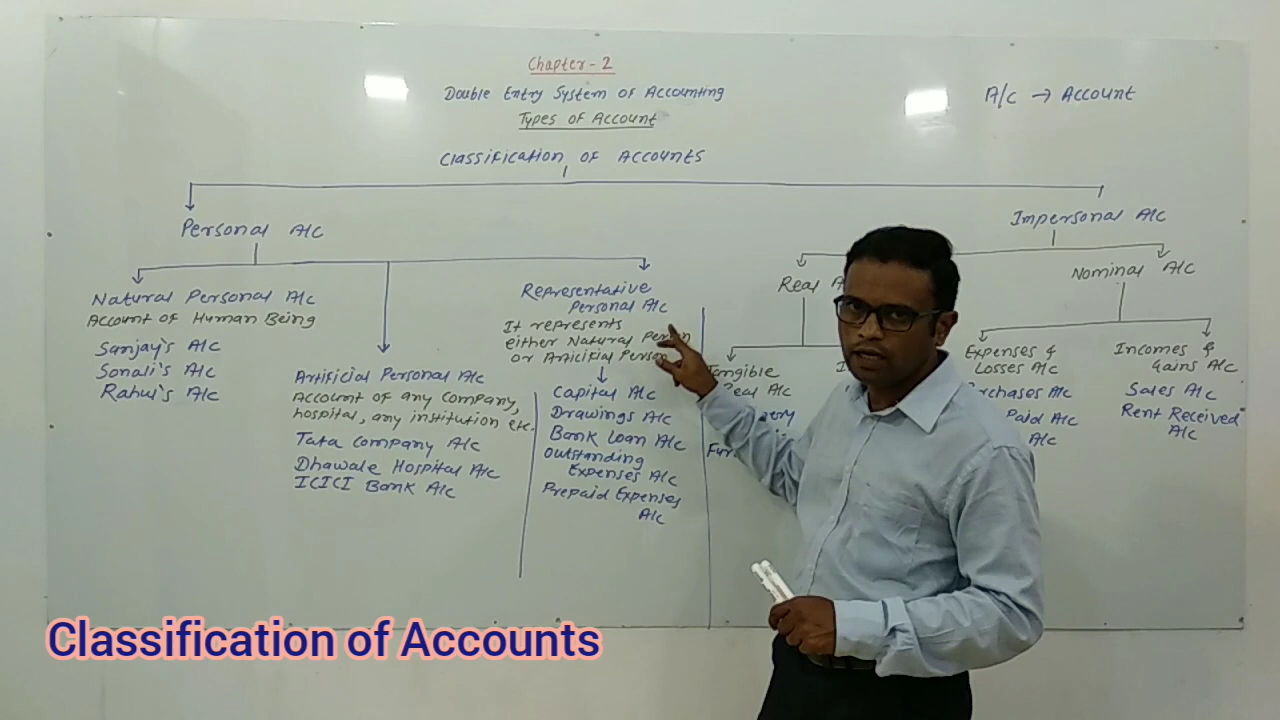 Chapter-2
Double Entry System of Accounting
A/c → Account
Types of Account
Classification of Accounts
Personal A/c
Impersonal A/c
Natural Personal A/c
Account of Human Being
Sanjay's A/c
Sonali's A/c
Rahul's A/c
Artificial Personal A/c
Account of any company,
hospital, any institution etc.
Tata Company A/c
Dhawale Hospital A/c
ICICI Bank A/c
Representative
Personal A/c
It represents
either Natural Person
or Articifial Person
Capital A/c
Drawings A/c
Bank Loan A/c
Outstanding
Expenses A/c
Prepaid Expenses
A/c
Real
Tangible
Real A/c
Nominal A/c
Expenses &
Losses A/c
Paid A/c
A/c
Incomes &
Gains A/c
Sales A/c
Rent Received
A/c
Classification of Accounts